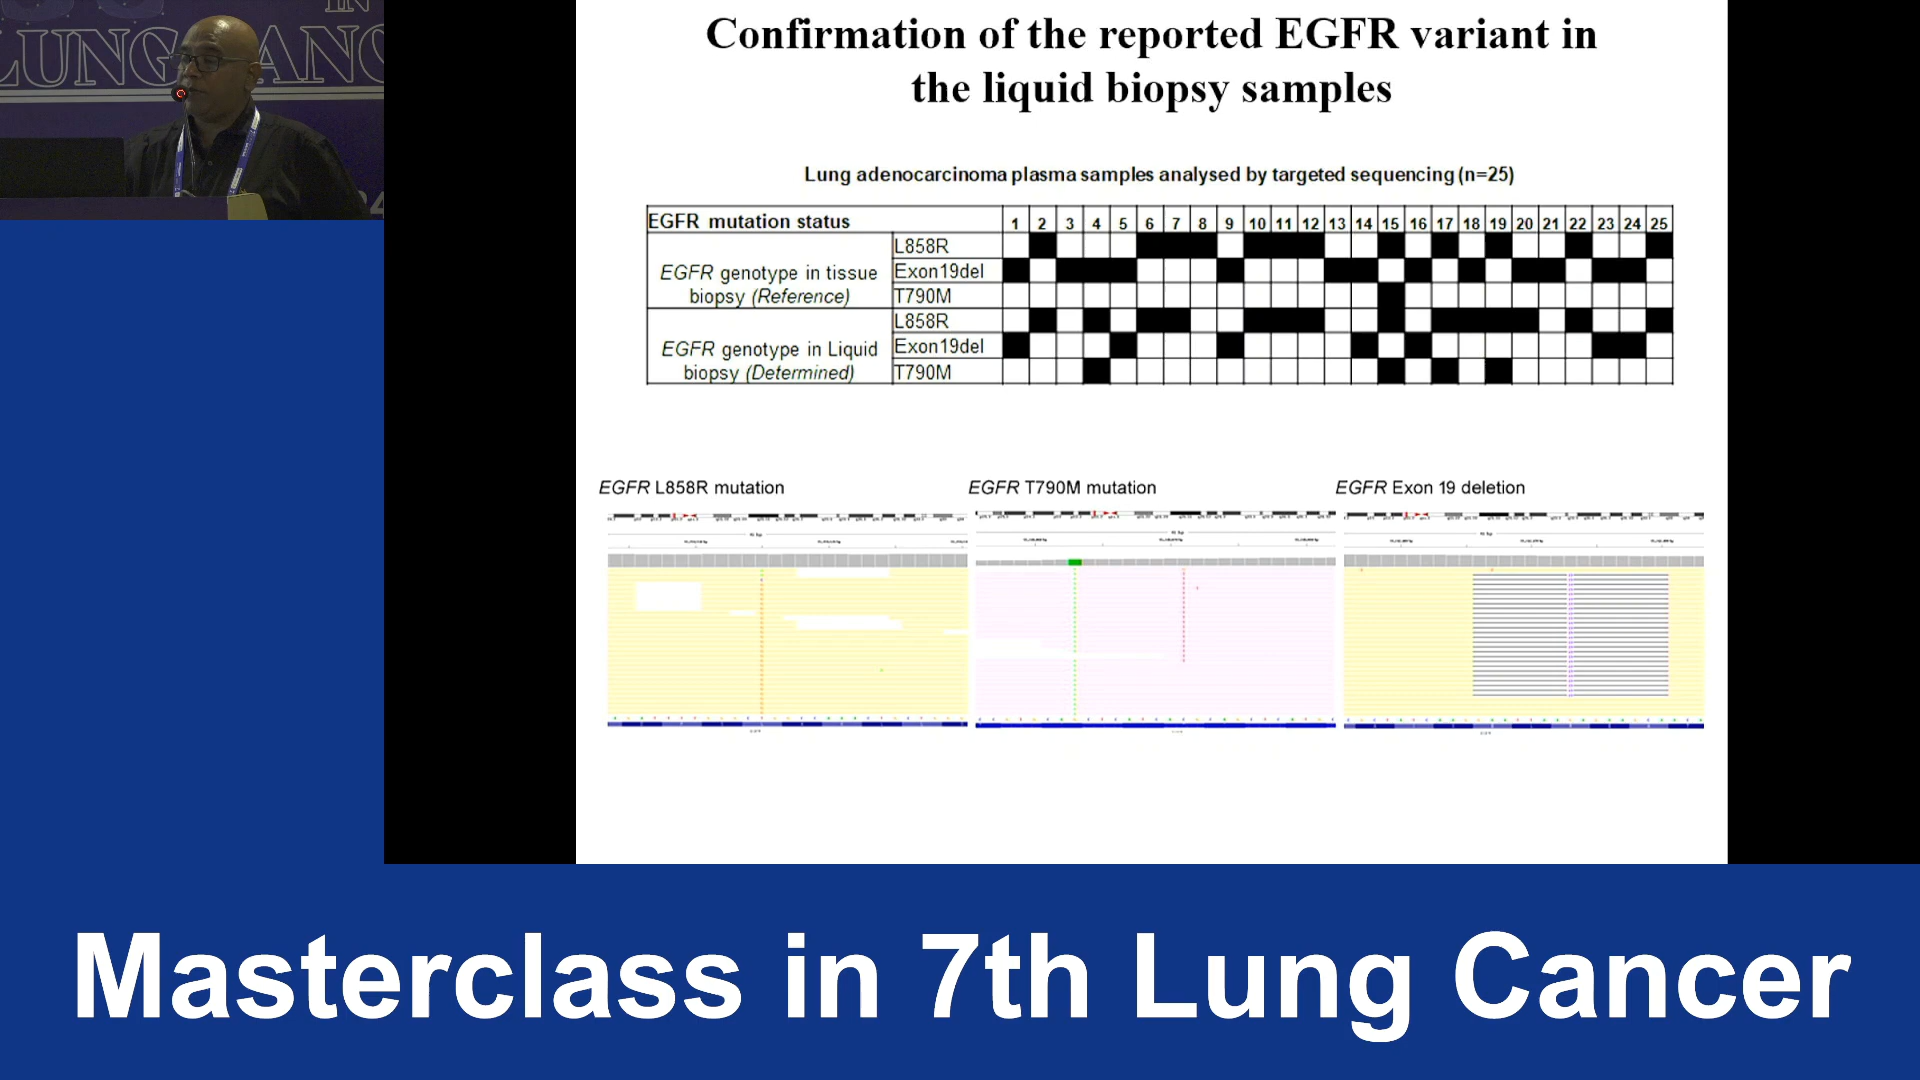 IN
LUNG CANC
Confirmation of the reported EGFR variant in
the liquid biopsy samples
Lung adenocarcinoma plasma samples analysed by targeted sequencing (n=25)
EGFR mutation status 1 2 3 4 5 6 7 8 9 10 11 12 13 14 15 16 17 18 19 20 21 22 23 24 25
EGFR genotype in tissue biopsy (Reference)
L858R
Exon19del
T790M
EGFR genotype in Liquid biopsy (Determined)
L858R
Exon19del
T790M
EGFR L858R mutation
EGFR T790M mutation
EGFR Exon 19 deletion
Masterclass in 7th Lung Cancer